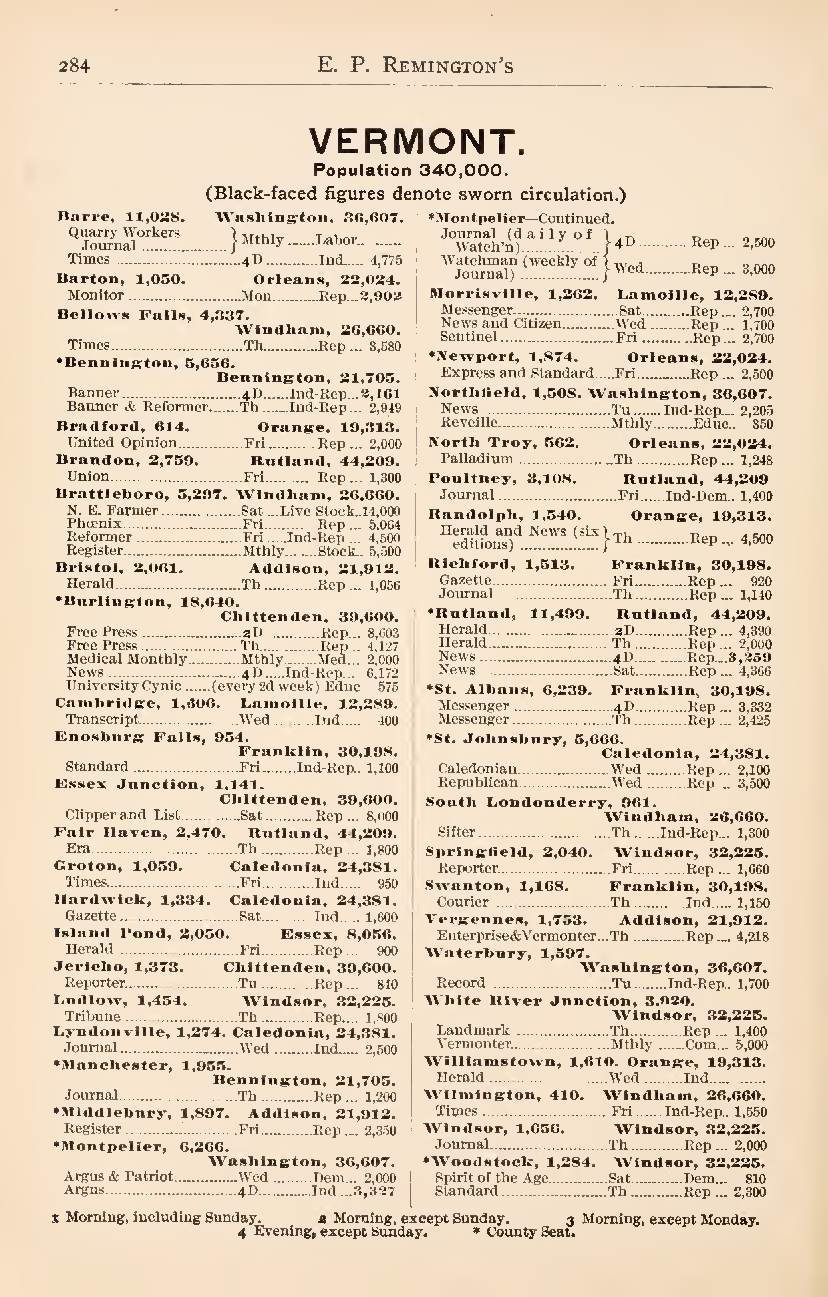 284 E. P. Remington's
VERMONT.
Population 340,000.
(Black-faced figures denote sworn circulation.)
Barre, 11,028. Washington, 36,607.
Quarry Workers Journal } Mthly Labor
Times 4D Ind 4,775
Barton, 1,050. Orleans, 22,024.
Monitor Mon Rep 2,902
Bellows Falls, 4,337.
Windham, 26,660.
Times Th Rep 3,580
*Bennington, 5,656.
Bennington, 21,705.
Banner 4D Ind-Rep 2,161
Banner & Reformer Th Ind-Rep 2,949
Bradford, 614. Orange, 19,313.
United Opinion Fri Rep 2,000
Brandon, 2,759. Rutland, 44,209.
Union Fri Rep 1,300
Brattleboro, 5,297. Windham, 26,660.
N. E. Farmer Sat Live Stock 14,000
Phœnix Fri Rep 5,064
Reformer Fri Ind-Rep 4,500
Register Mthly Stock 5,500
Bristol, 2,061. Addison, 21,912.
Herald Th Rep 1,056
*Burlington, 18,640.
Chittenden, 39,600.
Free Press 2D Rep 8,603
Free Press Th Rep 4,127
Medical Monthly Mthly Med 2,000
News 4D Ind-Rep 6,172
University Cynic (every 2d week) Educ 575
Cambridge, 1,606. Lamoille, 12,289.
Transcript Wed Ind 400
Enosburg Falls, 954.
Franklin, 30,198.
Standard Fri Ind-Rep 1,100
Essex Junction, 1,141.
Chittenden, 39,600.
Clipper and List Sat Rep 8,000
Fair Haven, 2,470. Rutland, 44,209.
Era Th Rep 1,800
Groton, 1,059. Caledonia, 24,381.
Times Fri Ind 950
Hardwick, 1,334. Caledonia, 24,381.
Gazette Sat Ind 1,600
Island Pond, 2,050. Essex, 8,056.
Herald Fri Rep 900
Jericho, 1,373. Chittenden, 39,600.
Reporter Tu Rep 840
Ludlow, 1,454. Windsor, 32,225.
Tribune Th Rep 1,800
Lyndonville, 1,274. Caledonia, 24,381.
Journal Wed Ind 2,500
*Manchester, 1,955.
Bennington, 21,705.
Journal Th Rep 1,200
*Middlebury, 1,897. Addison, 21,912.
Register Fri Rep 2,350
*Montpelier, 6,266.
Washington, 36,607.
Argus & Patriot Wed Dem 2,000
Argus 4D Ind 3,327
*Montpelier—Continued.
Journal (daily of Watch'n) } 4D Rep 2,500
Watchman (weekly of Journal) } Wed Rep 3,000
Morrisville, 1,262. Lamoille, 12,289.
Messenger Sat Rep 2,700
News and Citizen Wed Rep 1,700
Sentinel Fri Rep 2,700
*Newport, 1,874. Orleans, 22,024.
Express and Standard Fri Rep 2,500
Northfield, 1,508. Washington, 36,607.
News Tu Ind-Rep 2,205
Reveille Mthly Educ 350
North Troy, 562. Orleans, 22,024.
Palladium Th Rep 1,248
Poultney, 3,108. Rutland, 44,209
Journal Fri Ind-Dem 1,400
Randolph, 1,540. Orange, 19,313.
Herald and News (six editions) } Th Rep 4,500
Richford, 1,513. Franklin, 30,198.
Gazette Fri Rep 920
Journal Th Rep 1,140
*Rutland, 11,499. Rutland, 44,209.
Herald 2D Rep 4,390
Herald Th Rep 2,000
News 4D Rep 3,259
News Sat Rep 4,366
*St. Albans, 6,239. Franklin, 30,198.
Messenger 4D Rep 3,332
Messenger Th Rep 2,425
*St. Johnsbury, 5,666.
Caledonia, 24,381.
Caledonian Wed Rep 2,100
Republican Wed Rep 3,500
South Londonderry, 961.
Windham, 26,660.
Sifter Th Ind-Rep 1,300
Springfield, 2,040. Windsor, 32,225.
Reporter Fri Rep 1,660
Swanton, 1,168. Franklin, 30,198.
Courier Th Ind 1,150
Vergennes, 1,753. Addison, 21,912.
Enterprise&Vermonter Th Rep 4,218
Waterbury, 1,597.
Washington, 36,607.
Record Tu Ind-Rep 1,700
White River Junction, 3.920.
Windsor, 32,225.
Landmark Th Rep 1,400
Vermonter Mthly Com 5,000
Williamstown, 1,610. Orange, 19,313.
Herald Wed Ind
Wilmington, 410. Windham, 26,660.
Times Fri Ind-Rep 1,550
Windsor, 1,656. Windsor, 32,225.
Journal Th Rep 2,000
*Woodstock, 1,284. Windsor, 32,225.
Spirit of the Age Sat Dem 810
Standard Th Rep 2,300
1 Morning, including Sunday. 2 Morning, except Sunday. 3 Morning, except Monday.
4 Evening, except Sunday. * County Seat.